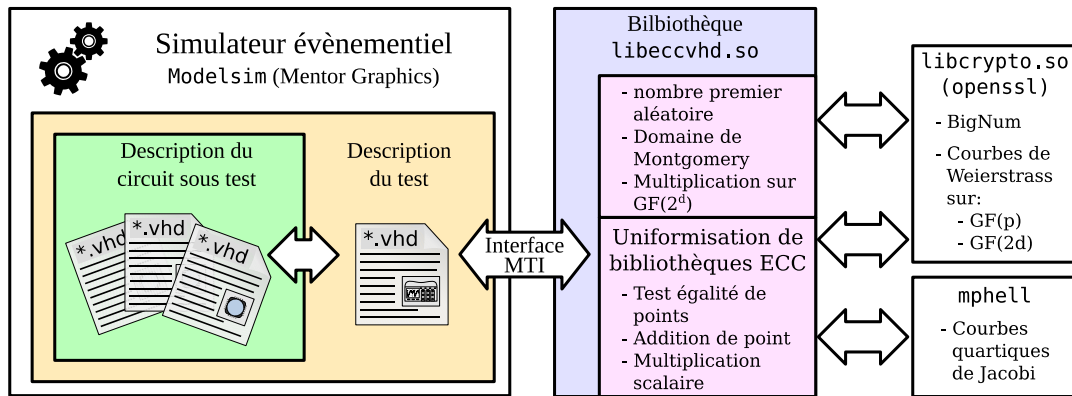 Simulateur évènementiel
Modelsim (Mentor Graphics)
Description du
circuit sous test
*.vhd
*.vhd
*.vhd
Description
du test
*.vhd
Interface
MTI
Bilbiothèque
libeccvhd.so
- nombre premier
aléatoire
- Domaine de
Montgomery
- Multiplication sur
GF(2ᵈ)
Uniformisation de
bibliothèques ECC
- Test égalité de
points
- Addition de point
- Multiplication
scalaire
libcrypto.so
(openssl)
- BigNum
- Courbes de
Weierstrass
sur:
- GF(p)
- GF(2d)
mphell
- Courbes
quartiques
de Jacobi